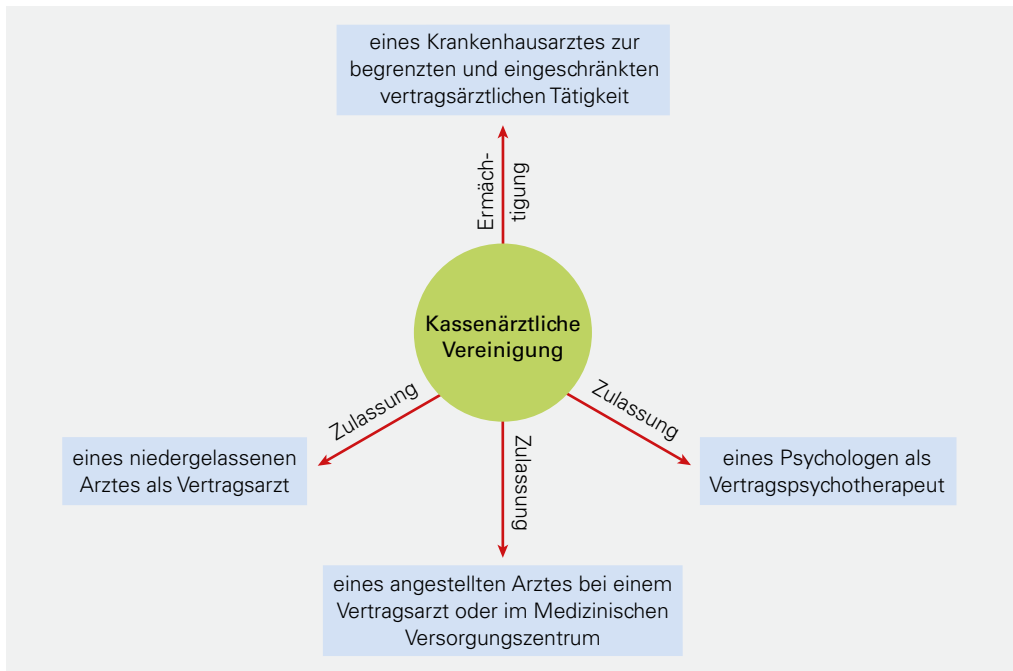 eines Krankenhausarztes zur
begrenzten und eingeschränkten
vertragsärztlichen Tätigkeit
Ermäch-
tigung
Kassenärztliche
Vereinigung
Zulassung
eines niedergelassenen
Arztes als Vertragsarzt
Zulassung
eines angestellten Arztes bei einem
Vertragsarzt oder im Medizinischen
Versorgungszentrum
Zulassung
eines Psychologen als
Vertragspsychotherapeut